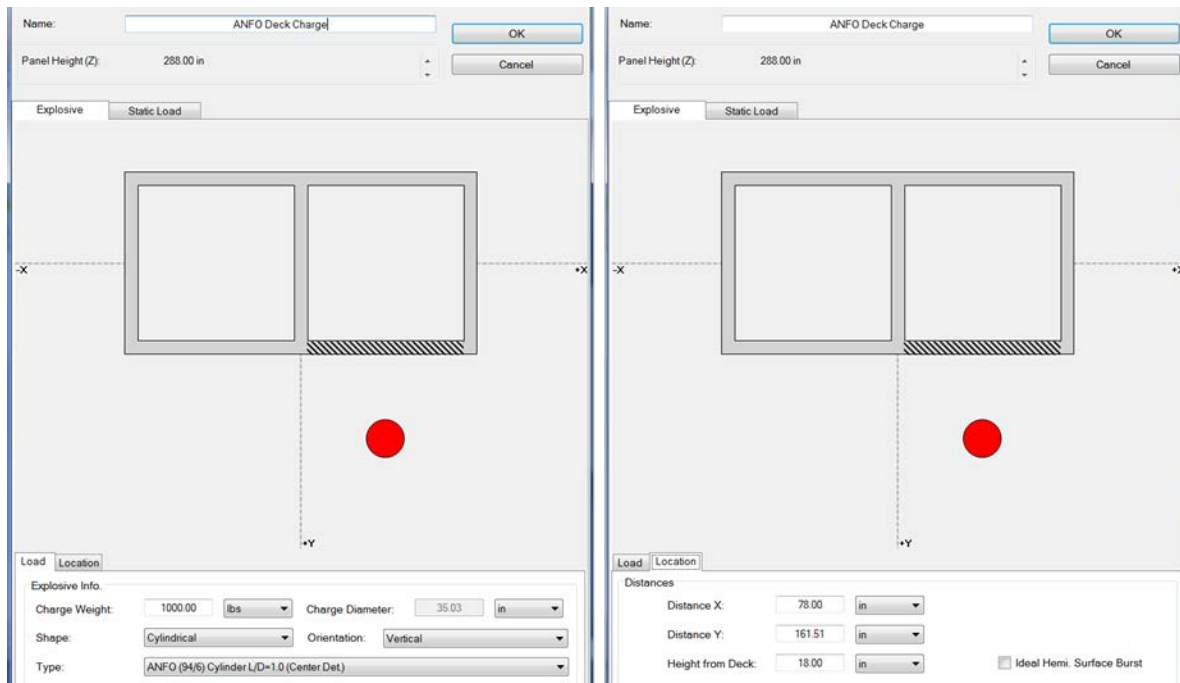 Name: ANFO Deck Charge OK
Panel Height (Z): 288.00 in Cancel
Explosive Static Load
-X +X
+Y
Load Location
Explosive Info.
Charge Weight: 1000.00 lbs Charge Diameter: 35.03 in
Shape: Cylindrical Orientation: Vertical
Type: ANFO (94/6) Cylinder L/D=1.0 (Center Det.)
Name: ANFO Deck Charge OK
Panel Height (Z): 288.00 in Cancel
Explosive Static Load
-X +X
+Y
Load Location
Distances
Distance X: 78.00 in
Distance Y: 161.51 in
Height from Deck: 18.00 in Ideal Hemi. Surface Burst